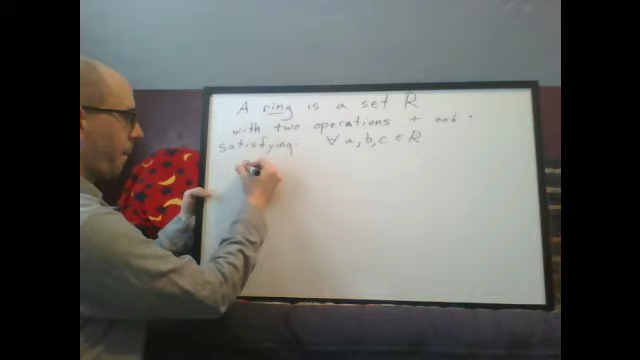 A ring is a set R
with two operations + and ·
satisfying ∀ a, b, c ∈ R